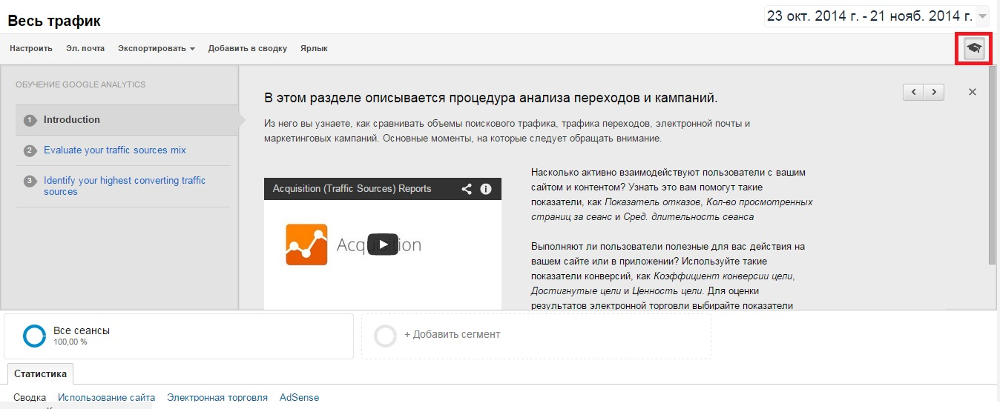 Весь трафик
23 окт. 2014 г. - 21 нояб. 2014 г.
Настроить Эл. почта Экспортировать Добавить в сводку Ярлык
ОБУЧЕНИЕ GOOGLE ANALYTICS
1 Introduction
2 Evaluate your traffic sources mix
3 Identify your highest converting traffic
sources
В этом разделе описывается процедура анализа переходов и кампаний.
Из него вы узнаете, как сравнивать объемы поискового трафика, трафика переходов, электронной почты и
маркетинговых кампаний. Основные моменты, на которые следует обращать внимание.
Acquisition (Traffic Sources) Reports
Acquisition
Насколько активно взаимодействуют пользователи с вашим
сайтом и контентом? Узнать это вам помогут такие
показатели, как Показатель отказов, Кол-во просмотренных
страниц за сеанс и Сред. длительность сеанса
Выполняют ли пользователи полезные для вас действия на
вашем сайте или в приложении? Используйте такие
показатели конверсий, как Коэффициент конверсии цели,
Достигнутые цели и Ценность цели. Для оценки
результатов электронной торговли выбирайте показатели
Все сеансы
100,00 %
+ Добавить сегмент
Статистика
Сводка Использование сайта Электронная торговля AdSense